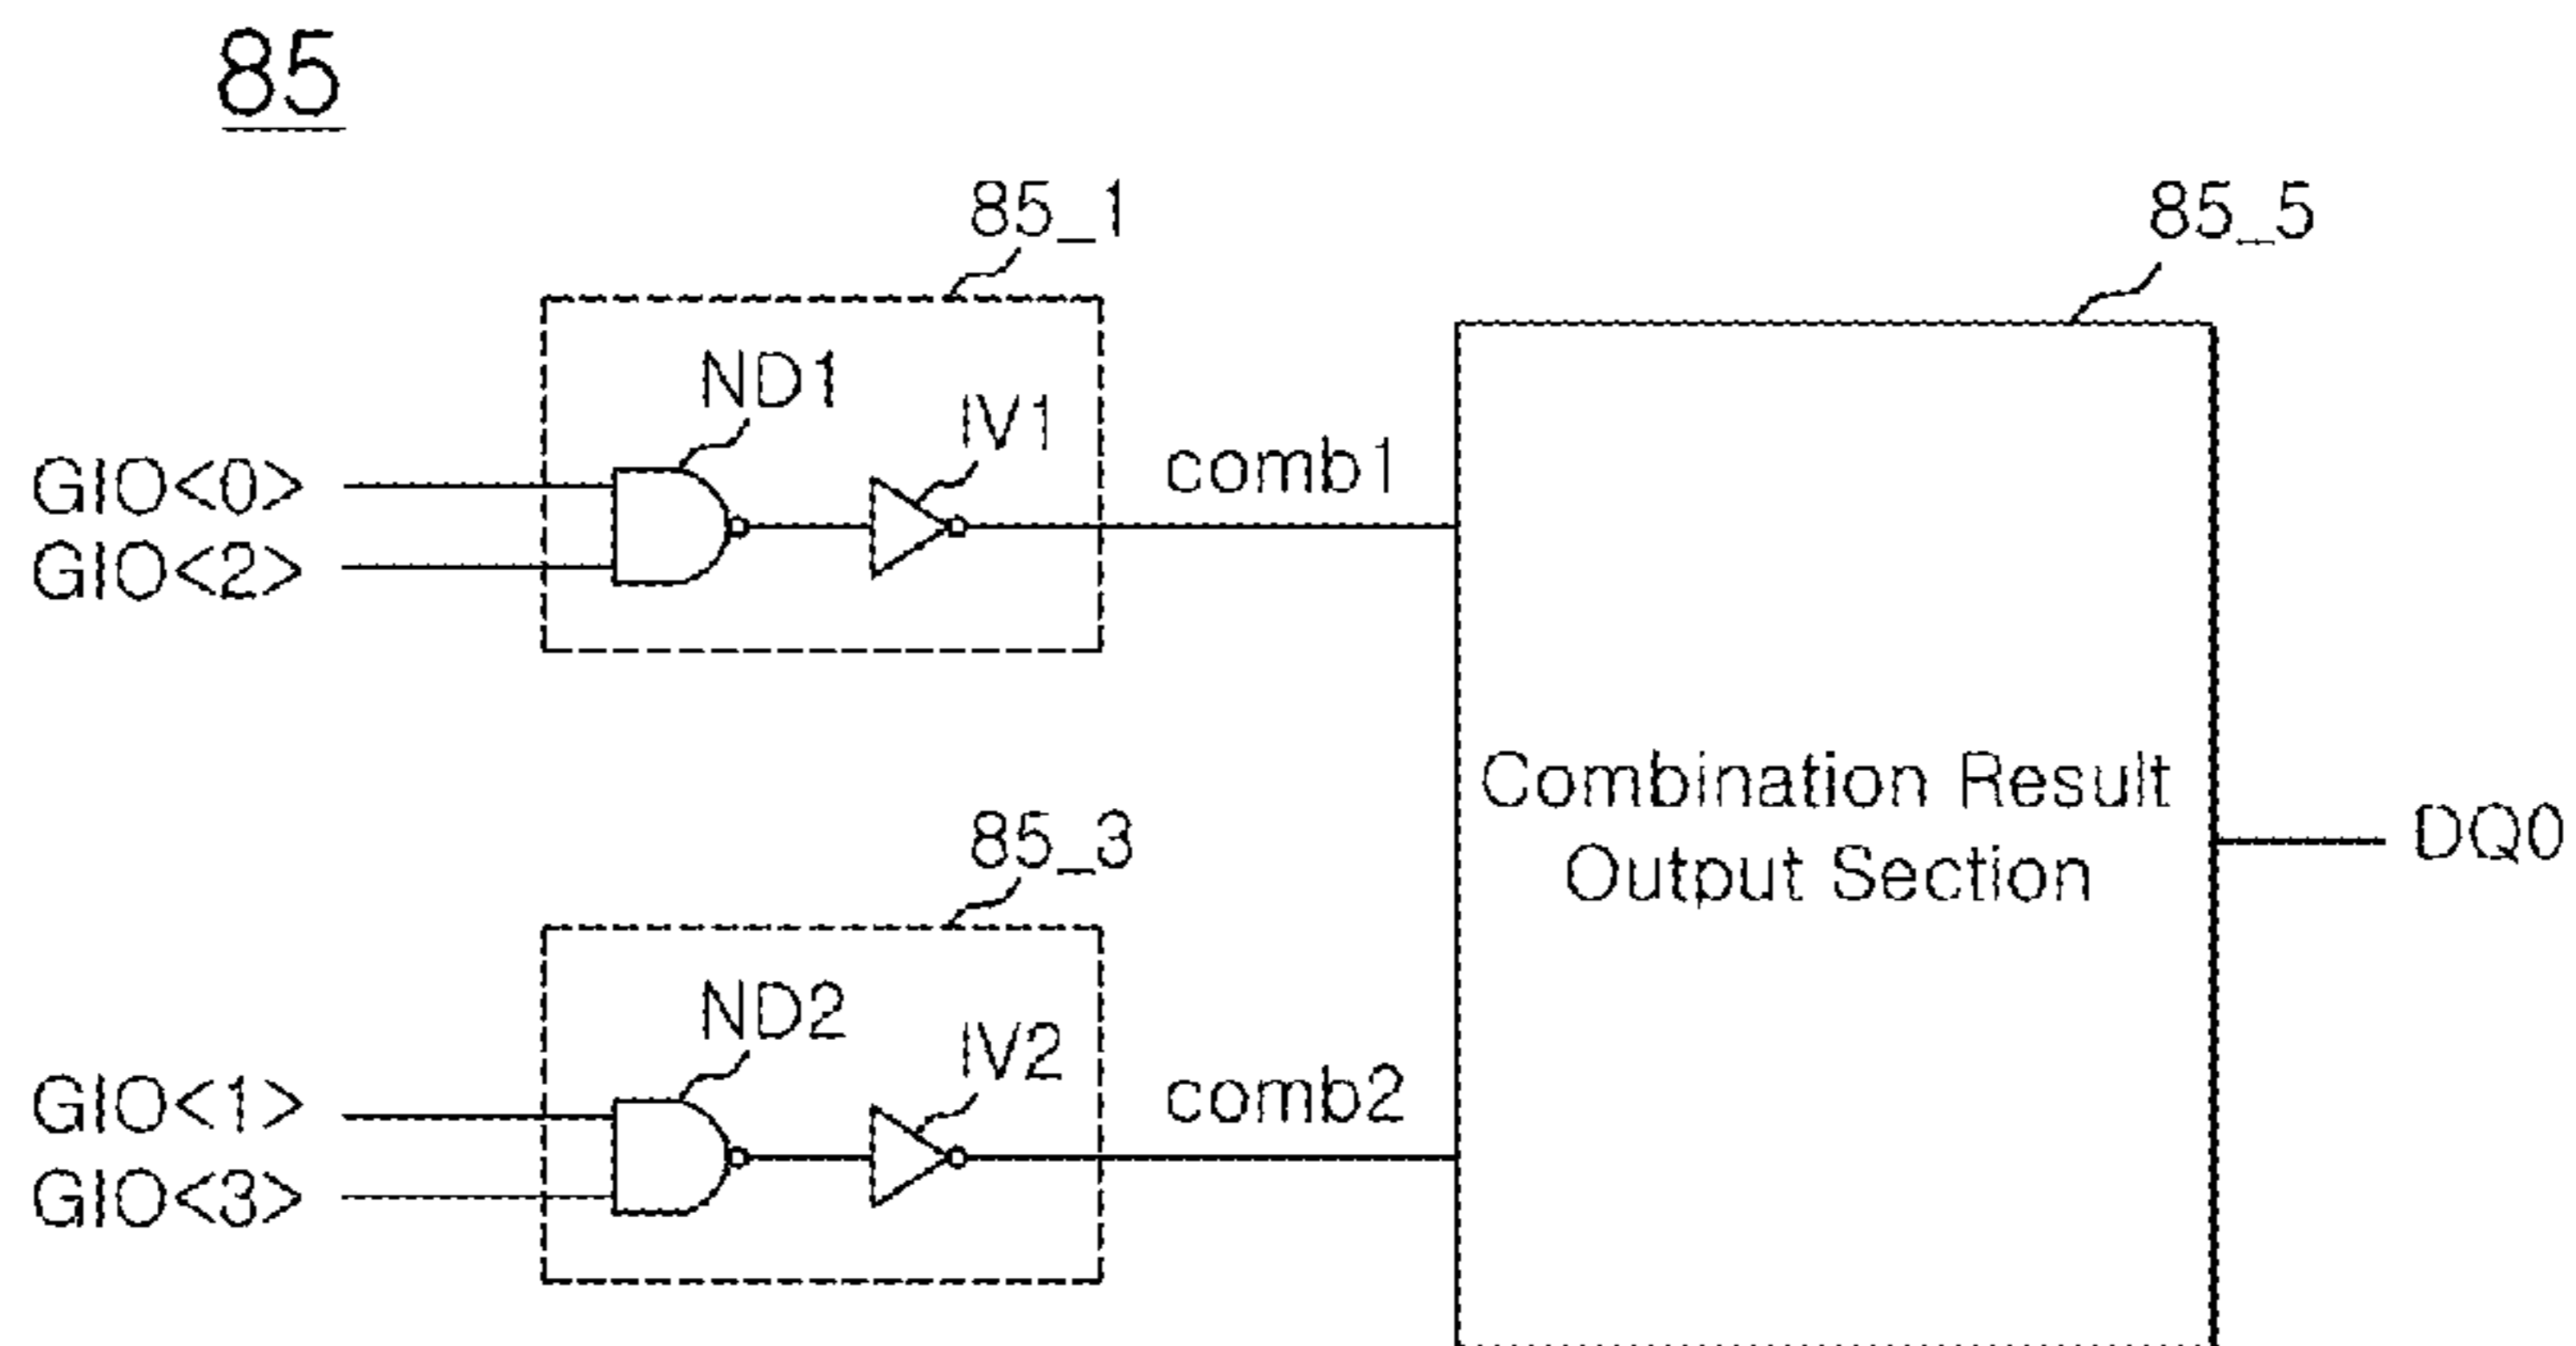 85
85_1
85_5
ND1
IV1
GIO<0>
comb1
GIO<2>
Combination Result
Output Section
DQ0
85_3
ND2
IV2
GIO<1>
comb2
GIO<3>